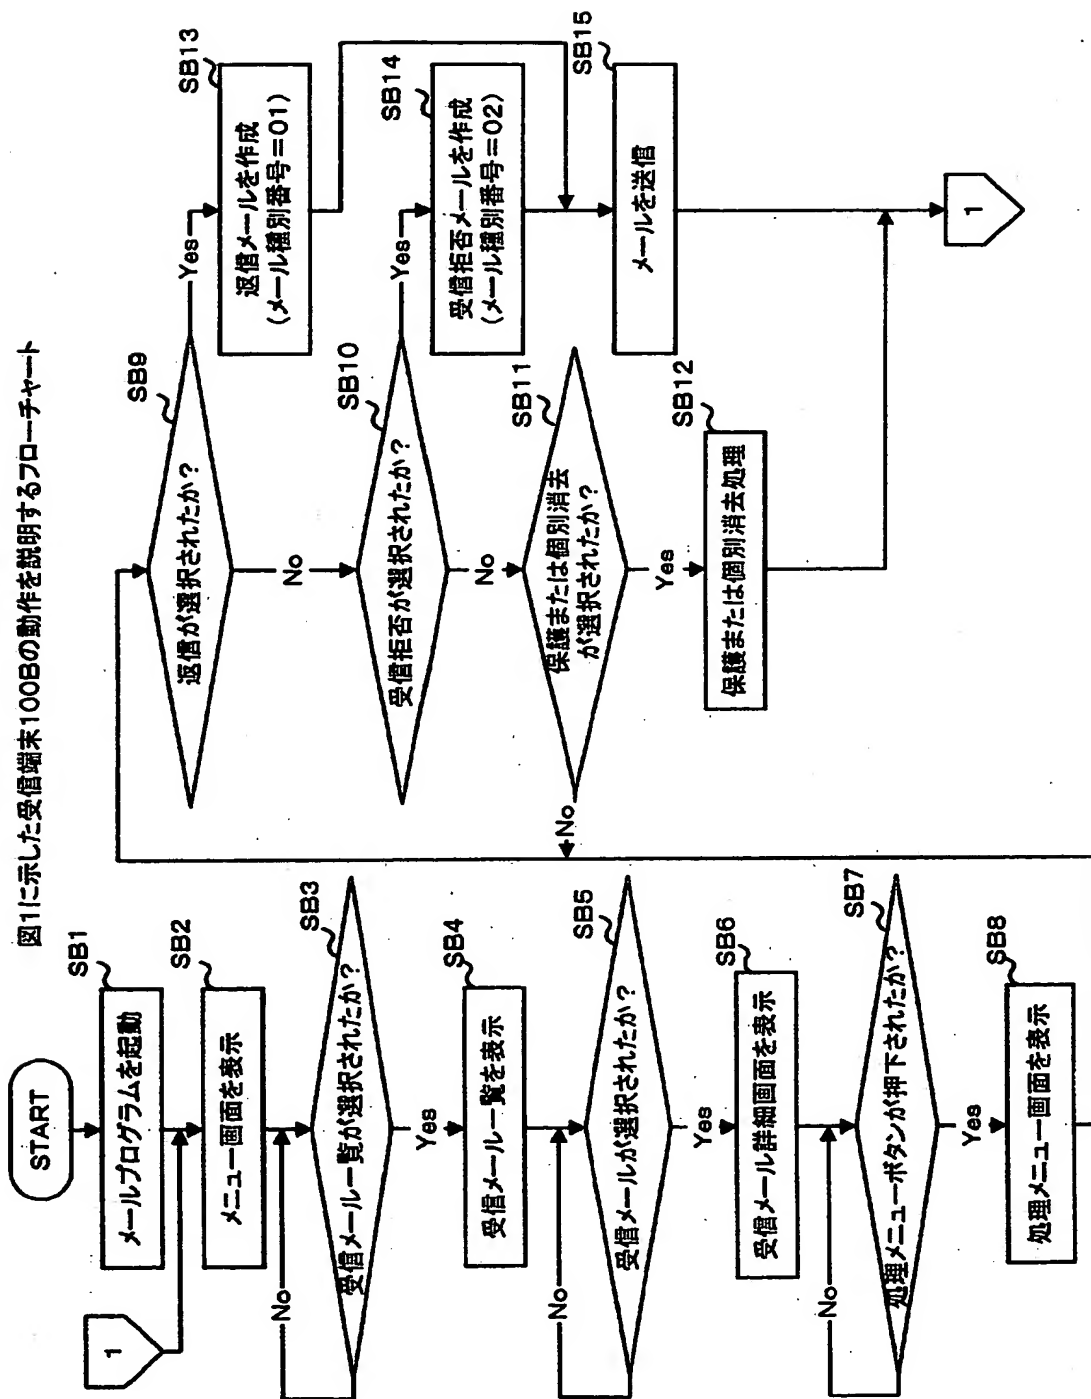 図1に示した受信端末100Bの動作を説明するフローチャート
START
1
SB1
メールプログラムを起動
SB2
メニュー画面を表示
SB3
受信メール一覧が選択されたか?
No
Yes
SB4
受信メール一覧を表示
SB5
受信メールが選択されたか?
No
Yes
SB6
受信メール詳細画面を表示
SB7
処理メニューボタンが押下されたか?
No
Yes
SB8
処理メニュー画面を表示
SB9
返信が選択されたか?
Yes
No
SB13
返信メールを作成
(メール種別番号=01)
SB10
受信拒否が選択されたか?
Yes
No
SB14
受信拒否メールを作成
(メール種別番号=02)
SB11
保護または個別消去
が選択されたか?
No
Yes
SB15
メールを送信
SB12
保護または個別消去処理
1